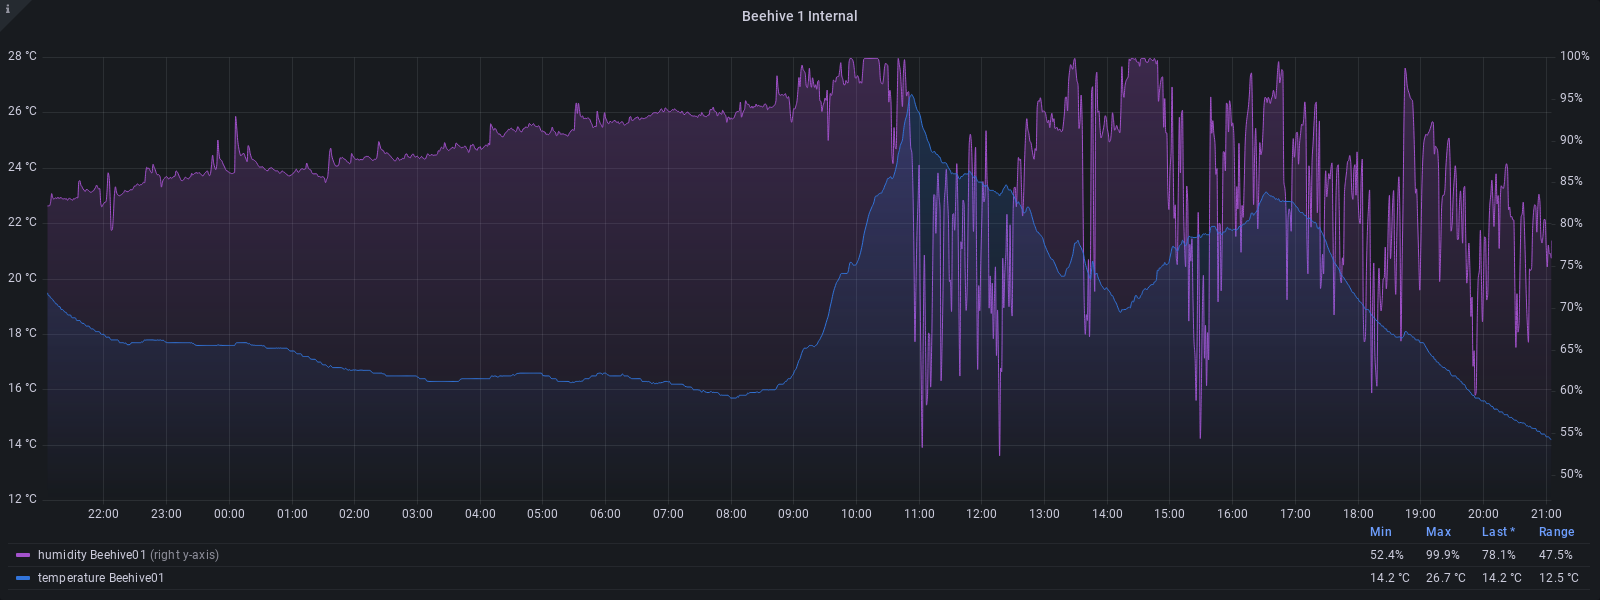 i
Beehive 1 Internal
28 °C 100%
26 °C 95%
24 °C 90%
22 °C 85%
20 °C 80%
18 °C 75%
16 °C 70%
14 °C 65%
12 °C 60%
55%
50%
22:00 23:00 00:00 01:00 02:00 03:00 04:00 05:00 06:00 07:00 08:00 09:00 10:00 11:00 12:00 13:00 14:00 15:00 16:00 17:00 18:00 19:00 20:00 21:00
Min Max Last * Range
humidity Beehive01 (right y-axis) 52.4% 99.9% 78.1% 47.5%
temperature Beehive01 14.2 °C 26.7 °C 14.2 °C 12.5 °C